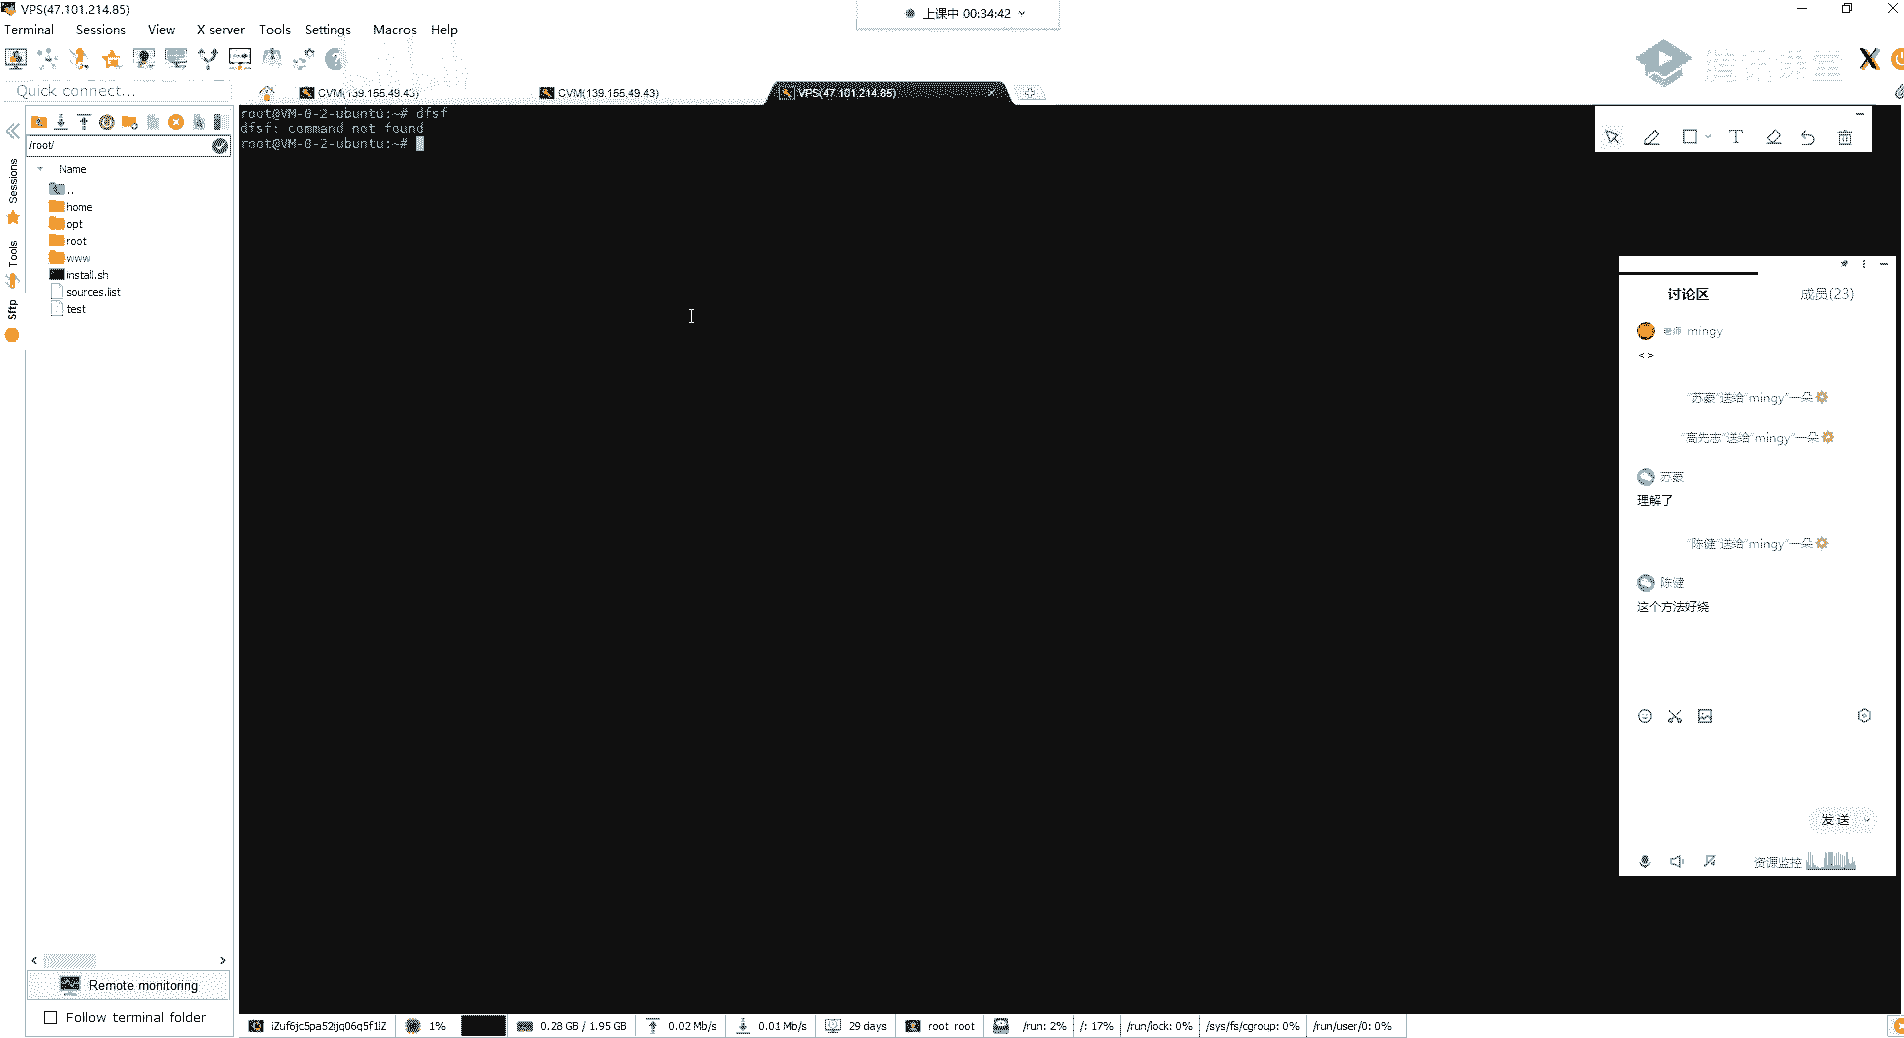 VPS(47.101.214.85)
上课中 00:34:42
Terminal Sessions View X server Tools Settings Macros Help
腾讯课堂
Quick connect...
CVM(139.155.49.43)
CVM(139.155.49.43)
VPS(47.101.214.85)
root@VM-0-2-ubuntu:~# dfsf
dfsf: command not found
root@VM-0-2-ubuntu:~#
/root/
Name
..
home
opt
root
www
install.sh
sources.list
test
Sessions
Tools
Sftp
讨论区 成员(23)
老师 mingy
<>
"苏豪"送给"mingy"一朵
"高先志"送给"mingy"一朵
苏豪
理解了
"陈健"送给"mingy"一朵
陈健
这个方法好绕
发送
资源监控
Remote monitoring
Follow terminal folder
1% 0.28 GB / 1.95 GB 0.02 Mb/s 0.01 Mb/s 29 days root root /run: 2% /: 17% /run/lock: 0% /sys/fs/cgroup: 0% /run/user/0: 0%